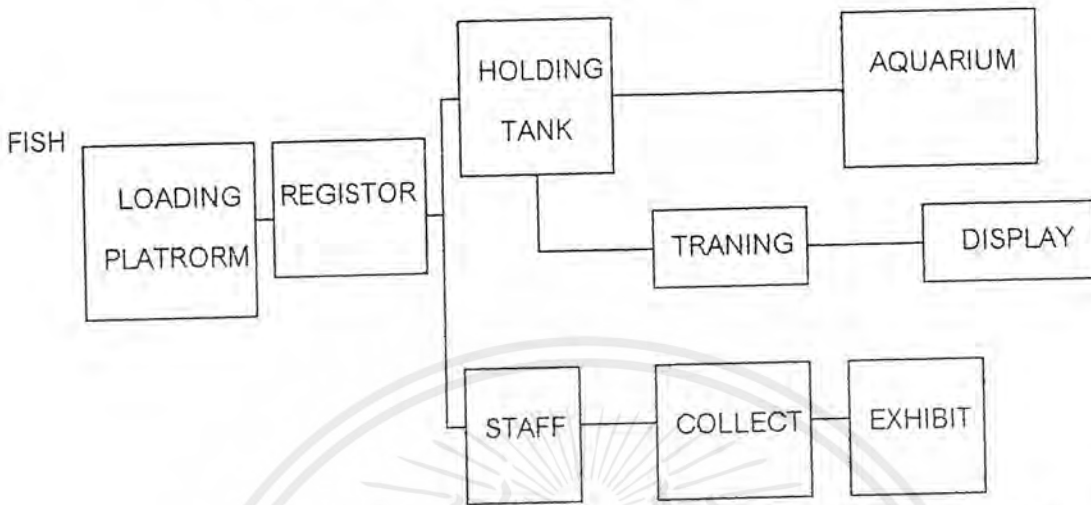 FISH
LOADING
PLATRORM
REGISTOR
HOLDING
TANK
AQUARIUM
TRANING
DISPLAY
STAFF
COLLECT
EXHIBIT